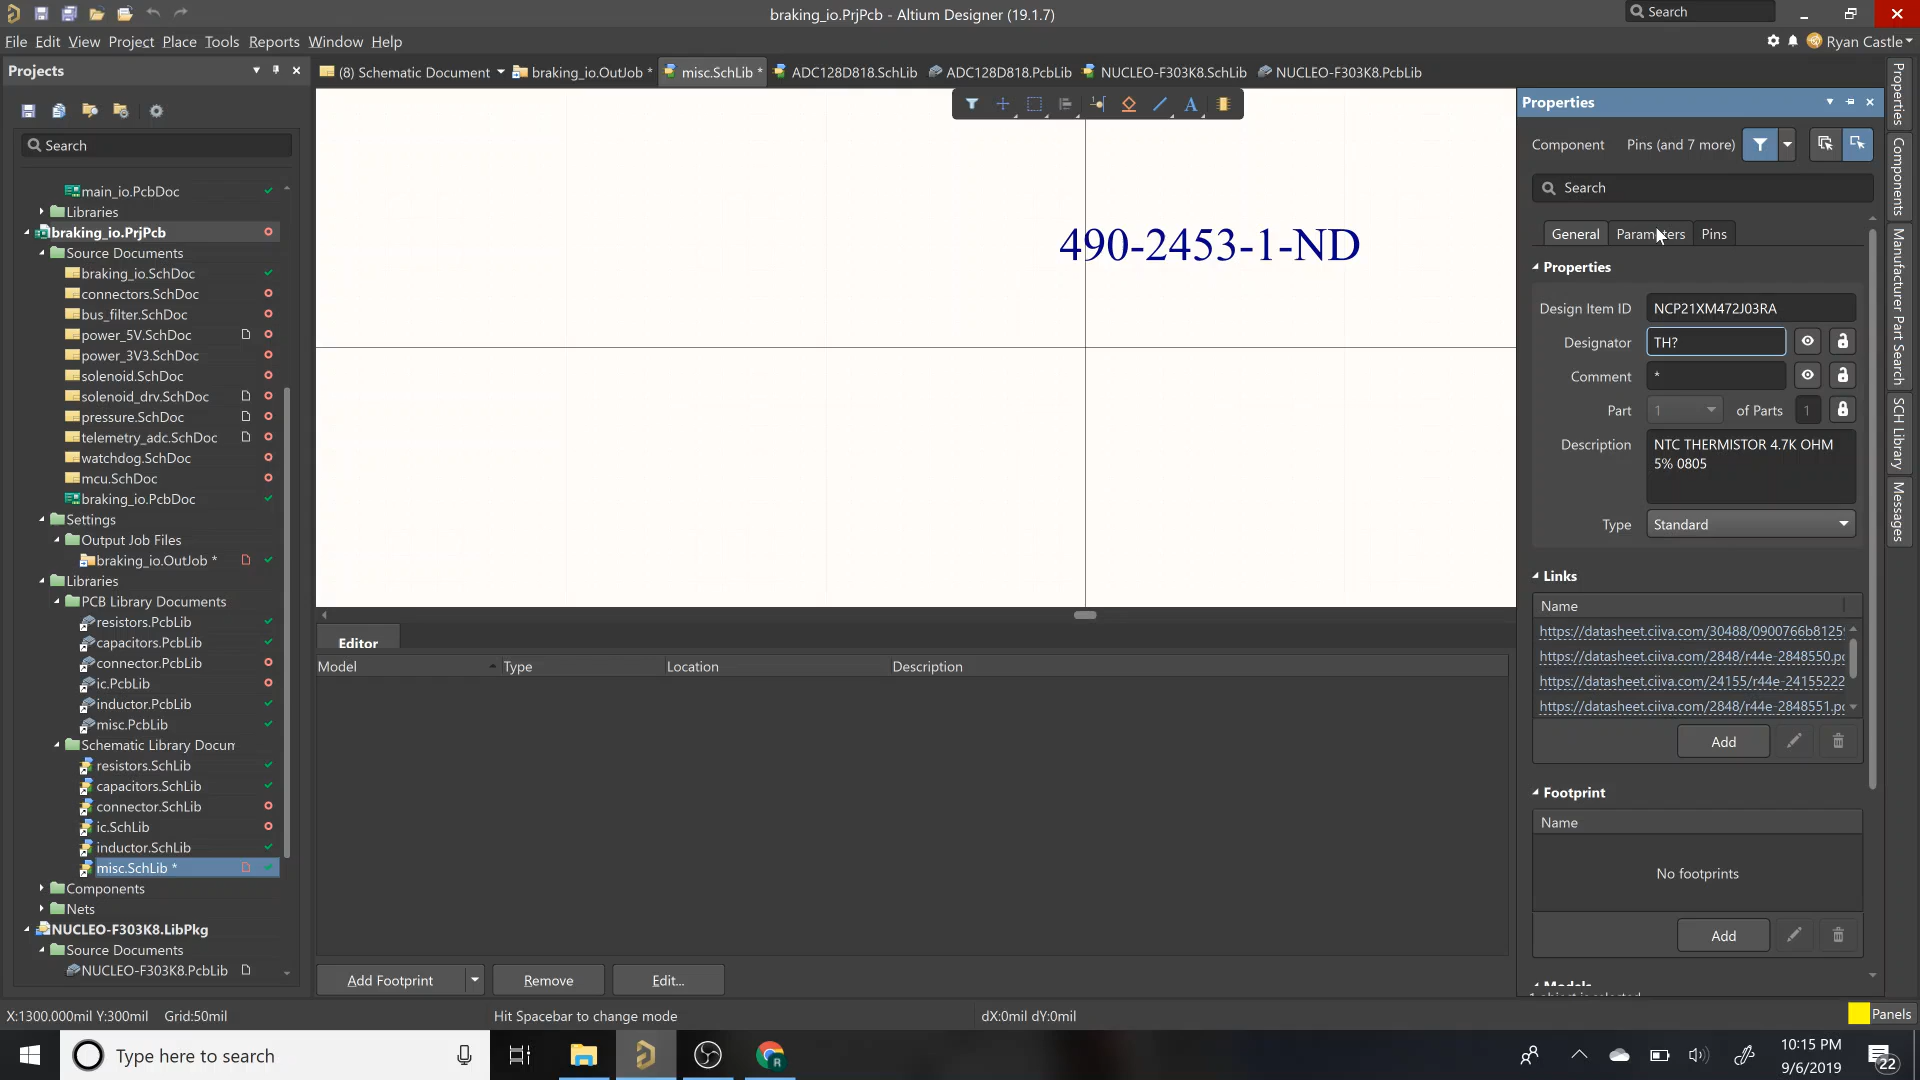 braking_io.PrjPcb - Altium Designer (19.1.7)
Search
File Edit View Project Place Tools Reports Window Help
Ryan Castle
Projects
(8) Schematic Document
braking_io.OutJob *
misc.SchLib *
ADC128D818.SchLib
ADC128D818.PcbLib
NUCLEO-F303K8.SchLib
NUCLEO-F303K8.PcbLib
Search
main_io.PcbDoc
Libraries
braking_io.PrjPcb
Source Documents
braking_io.SchDoc
connectors.SchDoc
bus_filter.SchDoc
power_5V.SchDoc
power_3V3.SchDoc
solenoid.SchDoc
solenoid_drv.SchDoc
pressure.SchDoc
telemetry_adc.SchDoc
watchdog.SchDoc
mcu.SchDoc
braking_io.PcbDoc
Settings
Output Job Files
braking_io.OutJob *
Libraries
PCB Library Documents
resistors.PcbLib
capacitors.PcbLib
connector.PcbLib
ic.PcbLib
inductor.PcbLib
misc.PcbLib
Schematic Library Docum
resistors.SchLib
capacitors.SchLib
connector.SchLib
ic.SchLib
inductor.SchLib
misc.SchLib *
Components
Nets
NUCLEO-F303K8.LibPkg
Source Documents
NUCLEO-F303K8.PcbLib
490-2453-1-ND
Editor
Model Type Location Description
Add Footprint Remove Edit...
Properties
Component Pins (and 7 more)
Search
General Parameters Pins
Properties
Design Item ID NCP21XM472J03RA
Designator TH?
Comment *
Part 1 of Parts 1
Description NTC THERMISTOR 4.7K OHM
5% 0805
Type Standard
Links
Name
https://datasheet.ciiva.com/30488/0900766b8125
https://datasheet.ciiva.com/2848/r44e-2848550.pc
https://datasheet.ciiva.com/24155/r44e-24155222
https://datasheet.ciiva.com/2848/r44e-2848551.pc
Add
Footprint
Name
No footprints
Add
Models
Properties
Components
Manufacturer Part Search
SCH Library
Messages
X:1300.000mil Y:300mil Grid:50mil
Hit Spacebar to change mode
dX:0mil dY:0mil
Panels
Type here to search
10:15 PM
9/6/2019
22